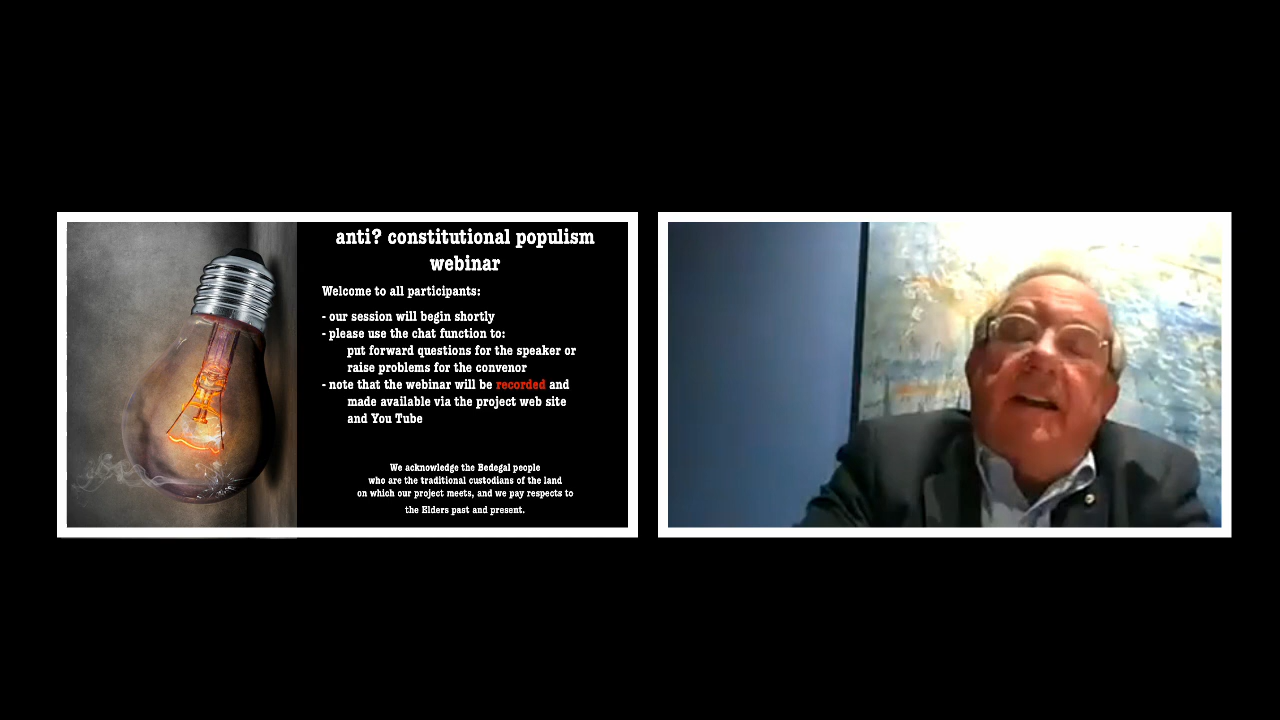 anti? constitutional populism
webinar
Welcome to all participants:
- our session will begin shortly
- please use the chat function to:
put forward questions for the speaker or
raise problems for the convenor
- note that the webinar will be recorded and
made available via the project web site
and You Tube
We acknowledge the Bedegal people
who are the traditional custodians of the land
on which our project meets, and we pay respects to
the Elders past and present.